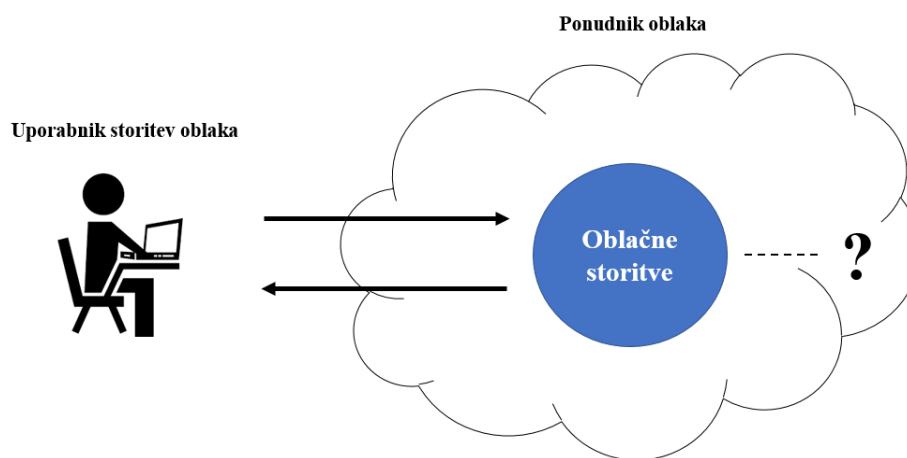 Ponudnik oblaka
Uporabnik storitev oblaka
Oblačne
storitve
?